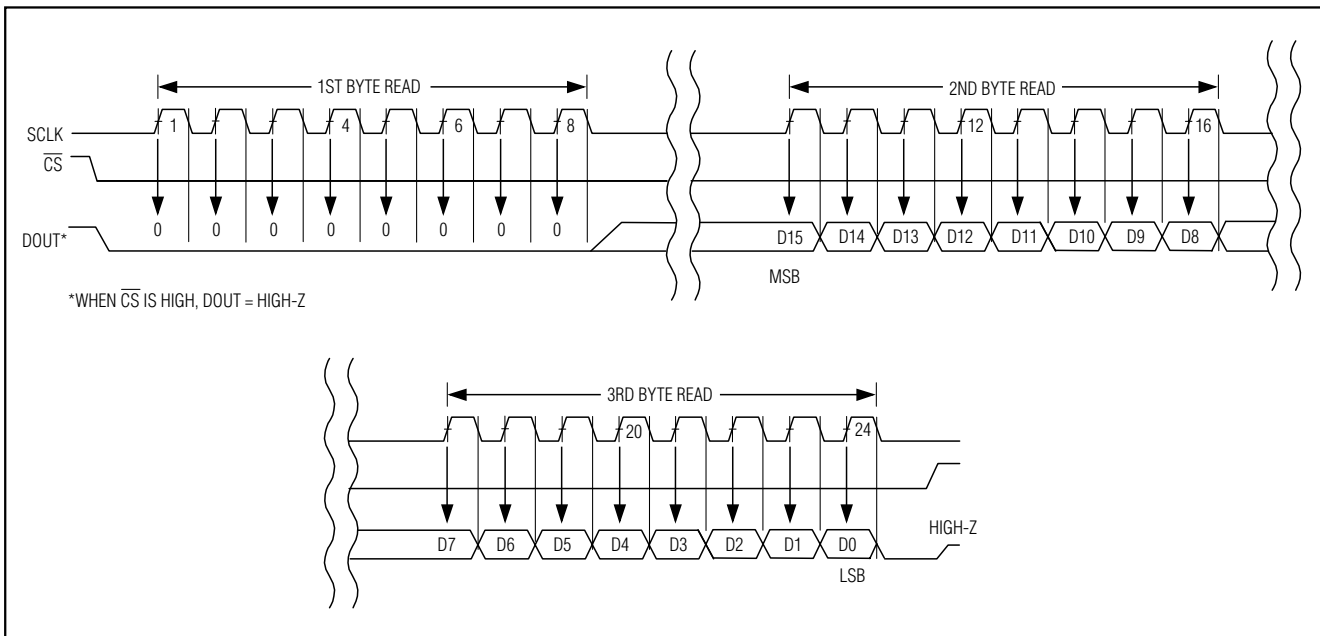 1ST BYTE READ
2ND BYTE READ
SCLK 1 4 6 8 12 16
C̅S̅
0 0 0 0 0 0 0 0
DOUT* D15 D14 D13 D12 D11 D10 D9 D8
MSB
*WHEN C̅S̅ IS HIGH, DOUT = HIGH-Z
3RD BYTE READ
20 24
HIGH-Z
D7 D6 D5 D4 D3 D2 D1 D0
LSB